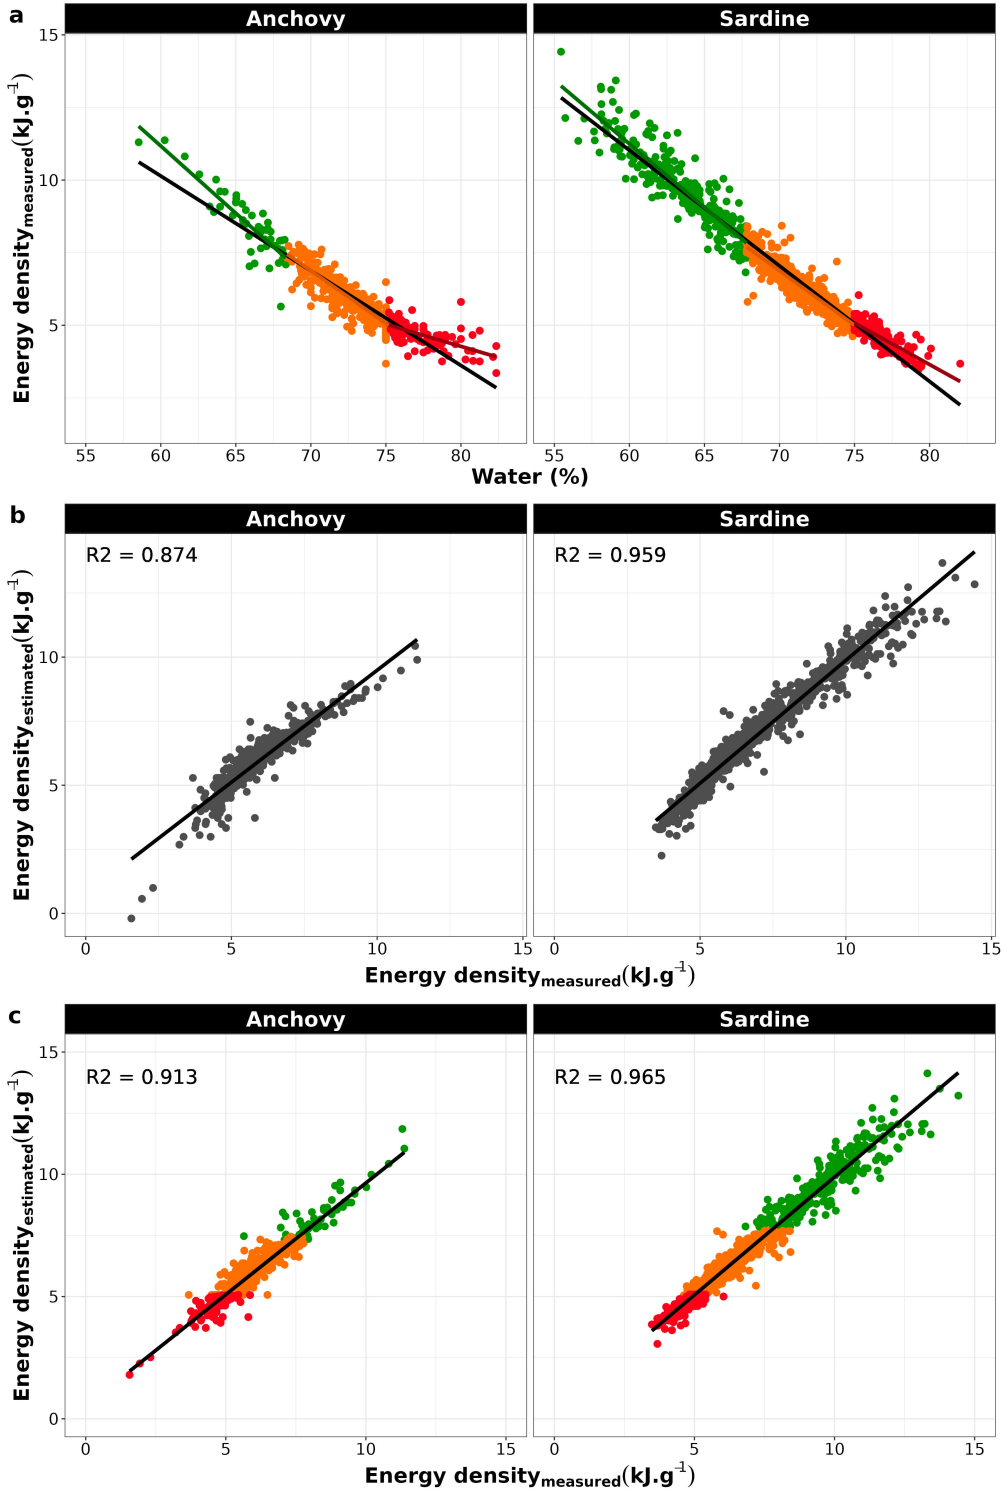 a
Anchovy
Sardine
Energy density measured (kJ.g-1)
15
10
5
55
60
65
70
75
80
55
60
65
70
75
80
Water (%)
b
Anchovy
Sardine
R2 = 0.874
R2 = 0.959
Energy density estimated (kJ.g-1)
10
5
0
0
5
10
15
0
5
10
15
Energy density measured (kJ.g-1)
c
Anchovy
Sardine
R2 = 0.913
R2 = 0.965
Energy density estimated (kJ.g-1)
15
10
5
0
0
5
10
15
0
5
10
15
Energy density measured (kJ.g-1)